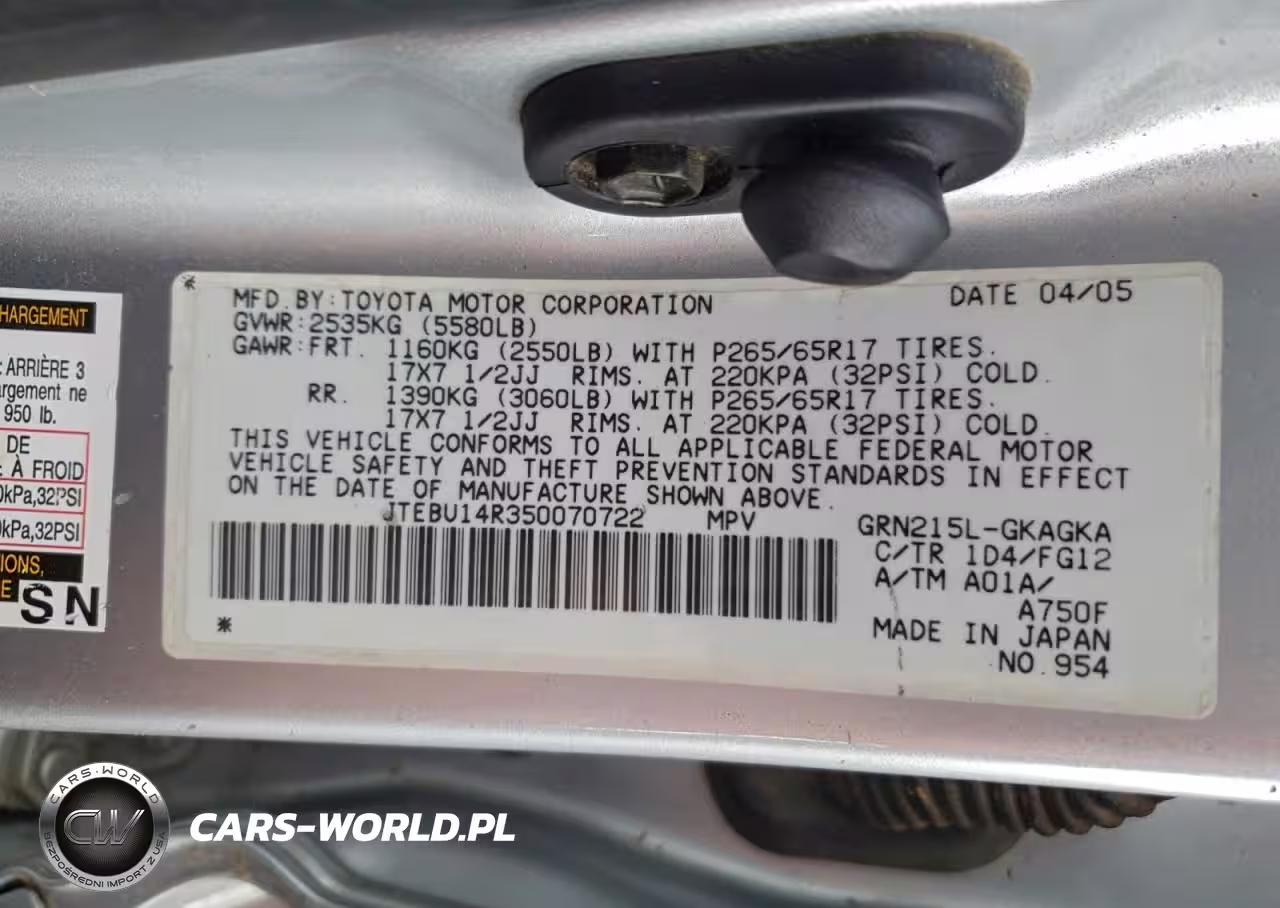 HARGEMENT
: ARRIÈRE 3
argement ne
950 lb.
DE
: À FROID
0kPa,32PSI
0kPa,32PSI
IONS,
E
SN
*
MFD. BY: TOYOTA MOTOR CORPORATION DATE 04/05
GVWR: 2535KG (5580LB)
GAWR: FRT. 1160KG (2550LB) WITH P265/65R17 TIRES.
17X7 1/2JJ RIMS. AT 220KPA (32PSI) COLD.
RR. 1390KG (3060LB) WITH P265/65R17 TIRES.
17X7 1/2JJ RIMS. AT 220KPA (32PSI) COLD.
THIS VEHICLE CONFORMS TO ALL APPLICABLE FEDERAL MOTOR
VEHICLE SAFETY AND THEFT PREVENTION STANDARDS IN EFFECT
ON THE DATE OF MANUFACTURE SHOWN ABOVE.
JTEBU14R350070722 MPV
GRN215L-GKAGKA
C/TR 1D4/FG12
A/TM A01A/
A750F
MADE IN JAPAN
NO. 954
*
CARS-WORLD
CW
BEZPOŚREDNI IMPORT Z USA
CARS-WORLD.PL